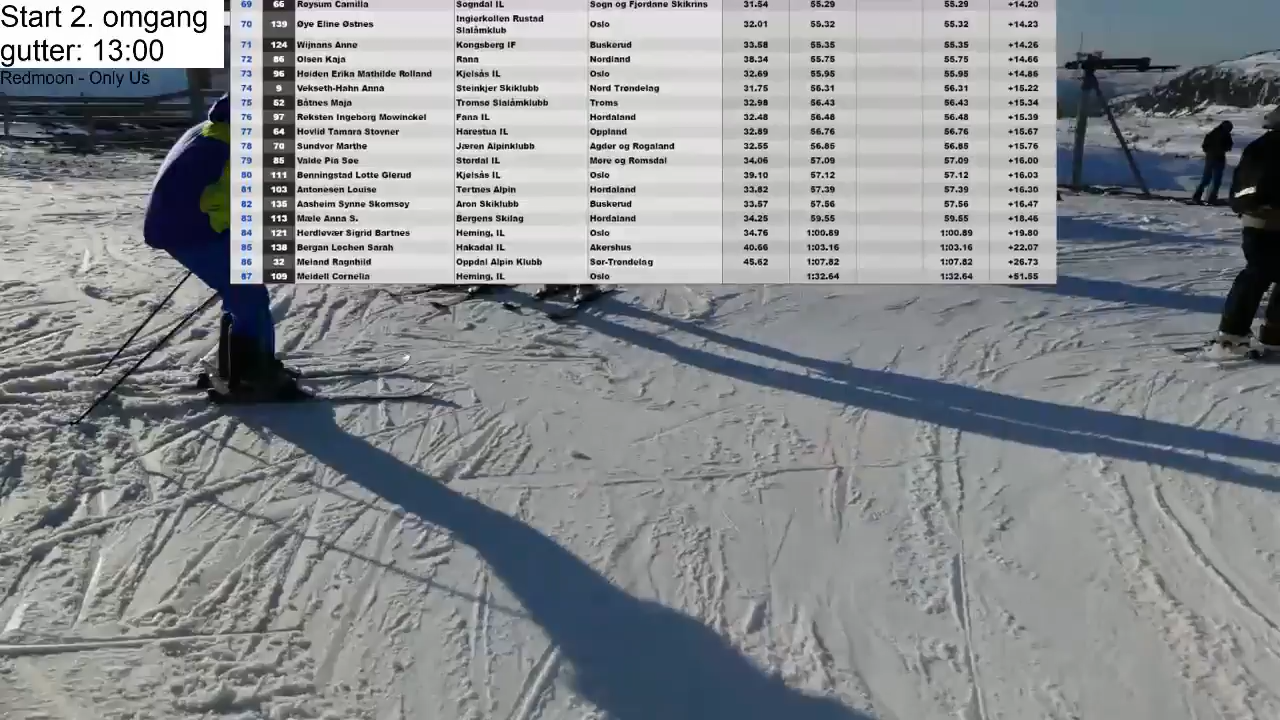 Start 2. omgang
gutter: 13:00
Redmoon - Only Us
69 66 Røysum Camilla Sogndal IL Sogn og Fjordane Skikrins 31.54 55.29 55.29 +14.20
70 139 Øye Eline Østnes Ingierkollen Rustad Slalåmklub Oslo 32.01 55.32 55.32 +14.23
71 124 Wijnans Anne Kongsberg IF Buskerud 33.58 55.35 55.35 +14.26
72 86 Olsen Kaja Rana Nordland 38.34 55.75 55.75 +14.66
73 96 Høiden Erika Mathilde Rolland Kjelsås IL Oslo 32.69 55.95 55.95 +14.86
74 9 Vekseth-Hahn Anna Steinkjer Skiklubb Nord Trøndelag 31.75 56.31 56.31 +15.22
75 52 Båtnes Maja Tromsø Slalåmklubb Troms 32.98 56.43 56.43 +15.34
76 97 Reksten Ingeborg Mowinckel Fana IL Hordaland 32.48 56.48 56.48 +15.39
77 64 Hovlid Tamara Stovner Harestua IL Oppland 32.89 56.76 56.76 +15.67
78 70 Sundvor Marthe Jæren Alpinklubb Agder og Rogaland 32.55 56.85 56.85 +15.76
79 85 Valde Pia Søe Stordal IL Møre og Romsdal 34.06 57.09 57.09 +16.00
80 111 Benningstad Lotte Gierud Kjelsås IL Oslo 39.10 57.12 57.12 +16.03
81 103 Antonesen Louise Tertnes Alpin Hordaland 33.82 57.39 57.39 +16.30
82 135 Aasheim Synne Skomsøy Aron Skiklubb Buskerud 33.57 57.56 57.56 +16.47
83 113 Mæle Anna S. Bergens Skilag Hordaland 34.25 59.55 59.55 +18.46
84 121 Herdlevær Sigrid Bartnes Heming, IL Oslo 34.76 1:00.89 1:00.89 +19.80
85 138 Bergan Løchen Sarah Hakadal IL Akershus 40.66 1:03.16 1:03.16 +22.07
86 32 Meland Ragnhild Oppdal Alpin Klubb Sør-Trøndelag 45.62 1:07.82 1:07.82 +26.73
87 109 Meidell Cornelia Heming, IL Oslo 1:32.64 1:32.64 +51.55